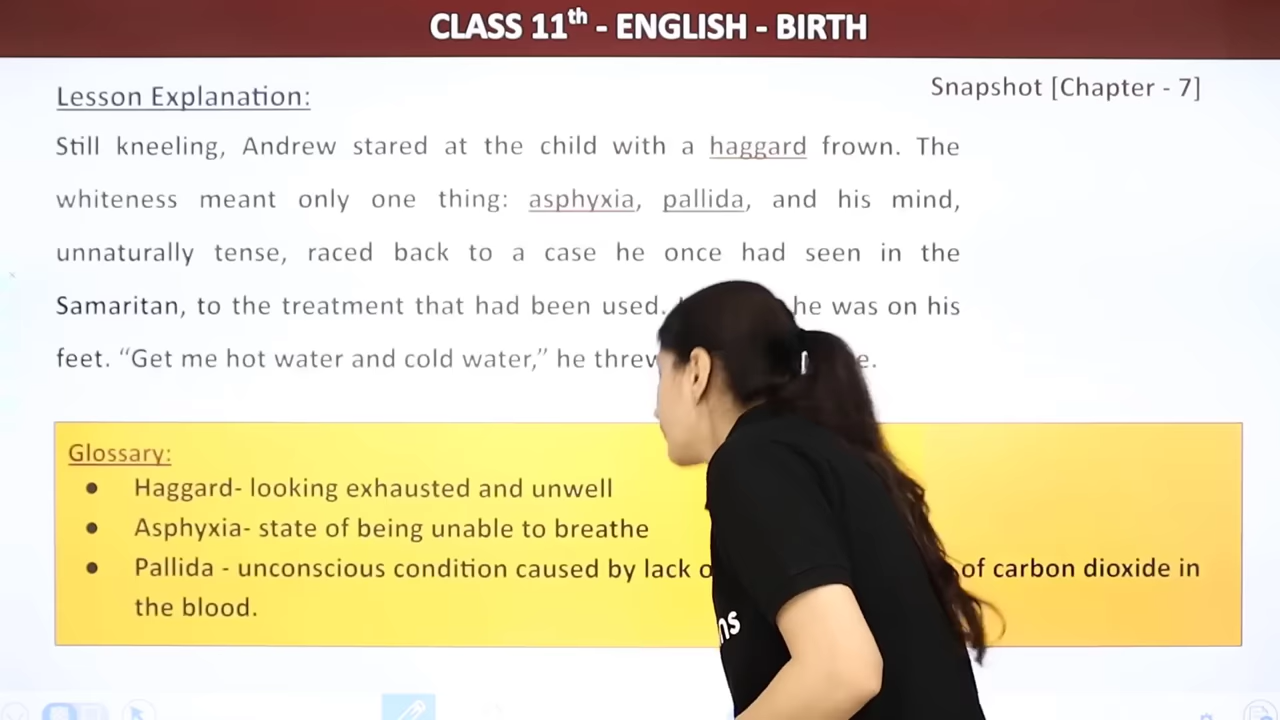 CLASS 11th - ENGLISH - BIRTH
Snapshot [Chapter - 7]
Lesson Explanation:
Still kneeling, Andrew stared at the child with a haggard frown. The
whiteness meant only one thing: asphyxia, pallida, and his mind,
unnaturally tense, raced back to a case he once had seen in the
Samaritan, to the treatment that had been used. he was on his
feet. “Get me hot water and cold water,” he
Glossary:
● Haggard- looking exhausted and unwell
● Asphyxia- state of being unable to breathe
● Pallida - unconscious condition caused by lack of carbon dioxide in
the blood.
ns